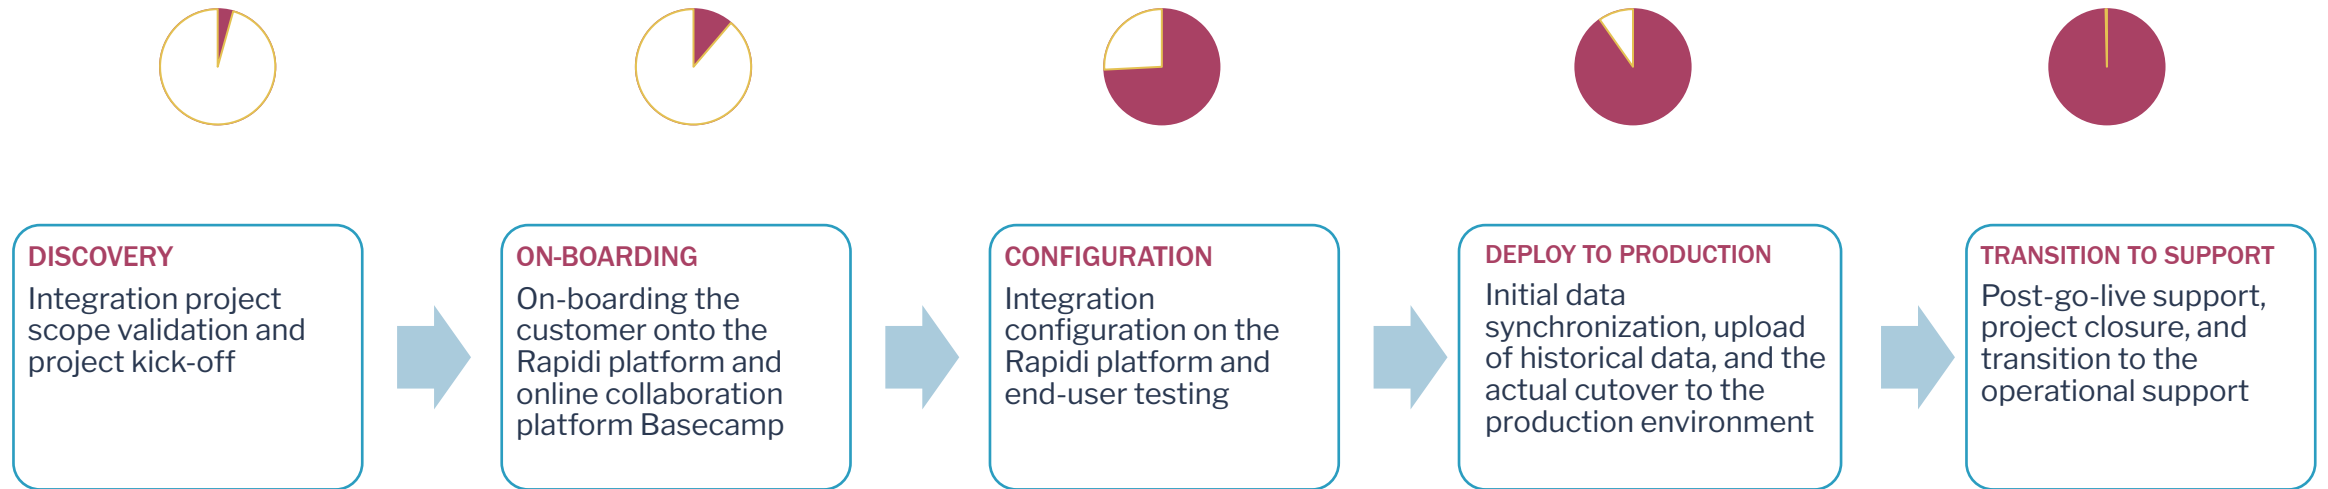 DISCOVERY
Integration project
scope validation and
project kick-off
ON-BOARDING
On-boarding the
customer onto the
Rapidi platform and
online collaboration
platform Basecamp
CONFIGURATION
Integration
configuration on the
Rapidi platform and
end-user testing
DEPLOY TO PRODUCTION
Initial data
synchronization, upload
of historical data, and the
actual cutover to the
production environment
TRANSITION TO SUPPORT
Post-go-live support,
project closure, and
transition to the
operational support